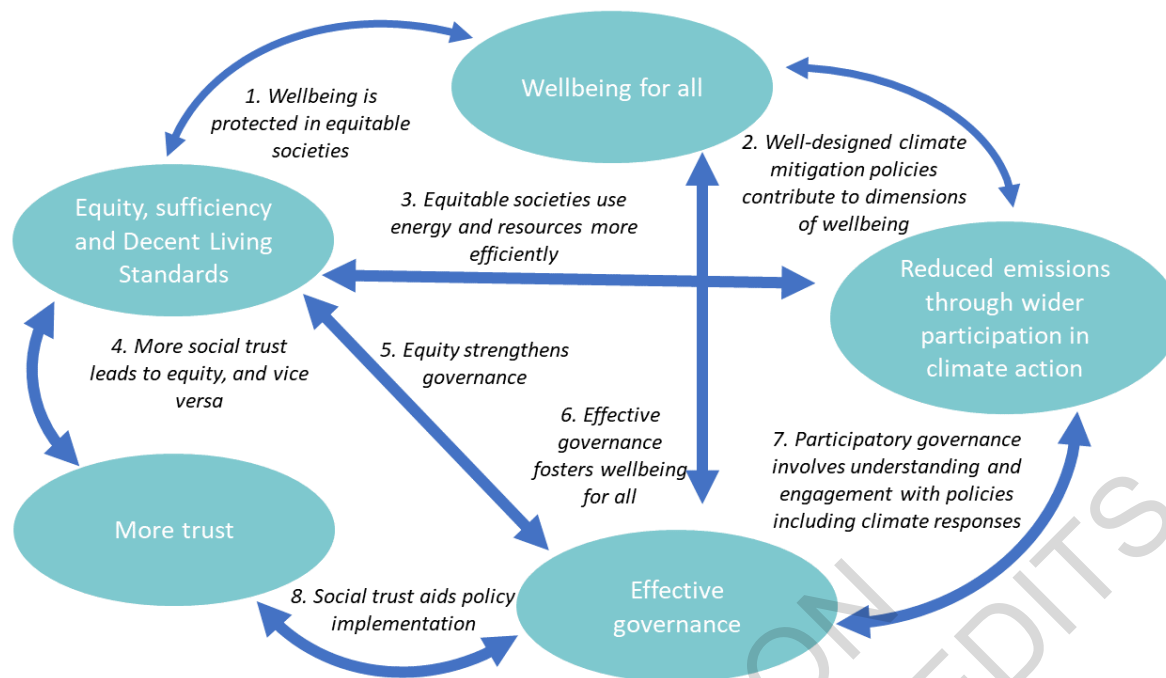 Wellbeing for all
1. Wellbeing is
protected in equitable
societies
2. Well-designed climate
mitigation policies
contribute to dimensions
of wellbeing
Equity, sufficiency
and Decent Living
Standards
3. Equitable societies use
energy and resources more
efficiently
Reduced emissions
through wider
participation in
climate action
4. More social trust
leads to equity, and vice
versa
5. Equity strengthens
governance
6. Effective
governance
fosters wellbeing
for all
7. Participatory governance
involves understanding and
engagement with policies
including climate responses
More trust
8. Social trust aids policy
implementation
Effective
governance
EDITS